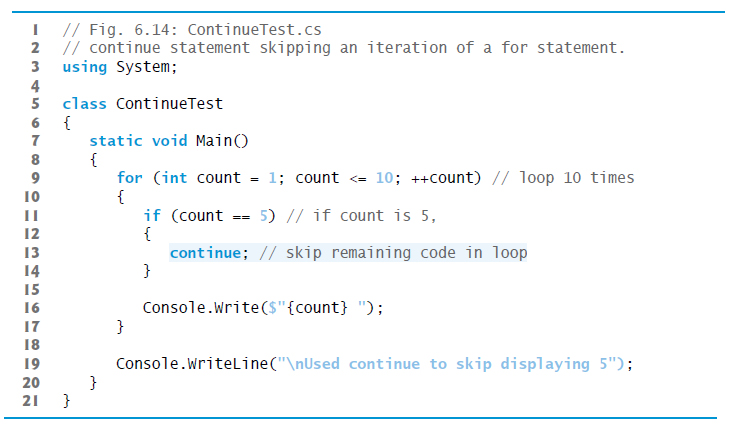 1 // Fig. 6.14: ContinueTest.cs
2 // continue statement skipping an iteration of a for statement.
3 using System;
4
5 class ContinueTest
6 {
7 static void Main()
8 {
9 for (int count = 1; count <= 10; ++count) // loop 10 times
10 {
11 if (count == 5) // if count is 5,
12 {
13 continue; // skip remaining code in loop
14 }
15
16 Console.Write($"{count} ");
17 }
18
19 Console.WriteLine("\nUsed continue to skip displaying 5");
20 }
21 }